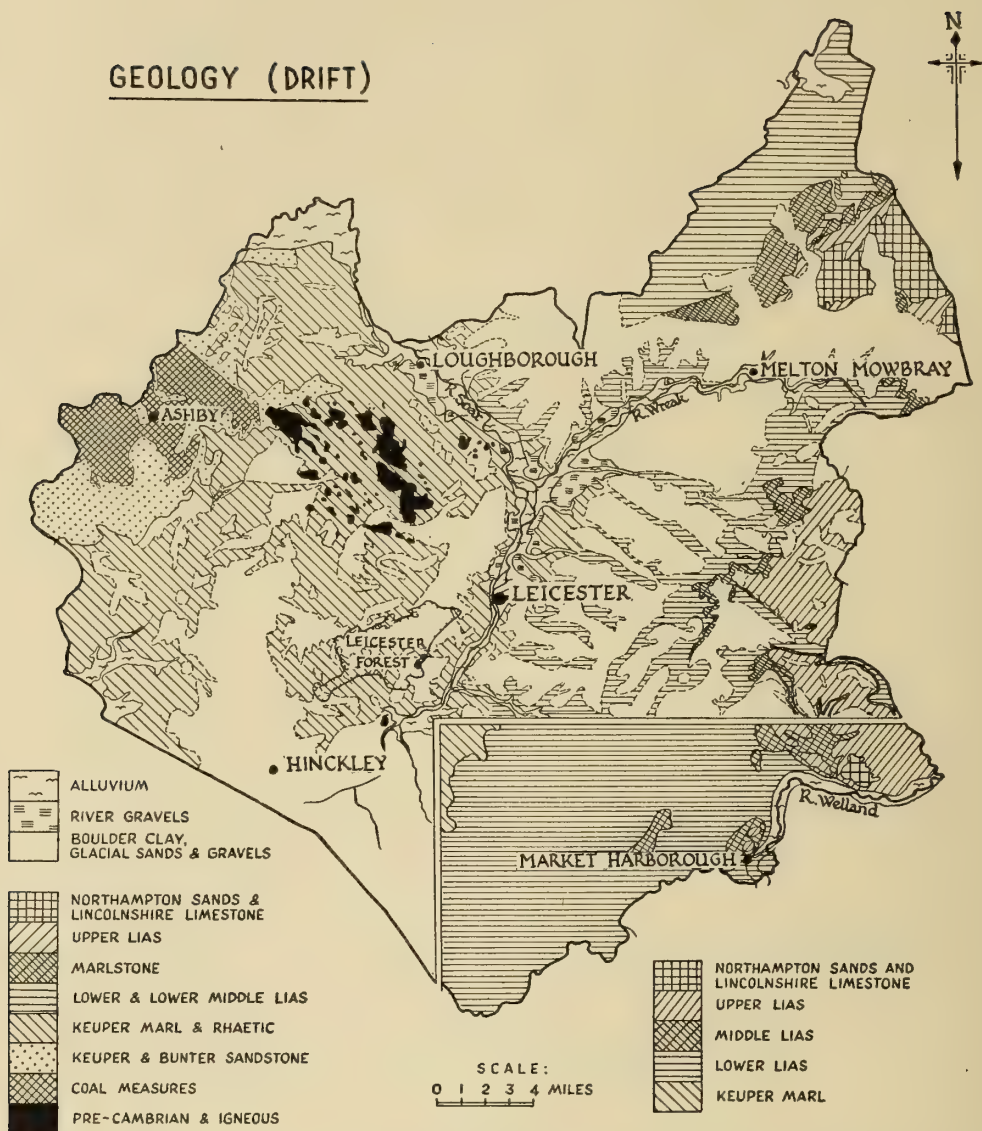 GEOLOGY (DRIFT)
N
LOUGHBOROUGH
R. Soar
MELTON MOWBRAY
R. Wreak
ASHBY
LEICESTER
LEICESTER
FOREST
HINCKLEY
R. Welland
MARKET HARBOROUGH
ALLUVIUM
RIVER GRAVELS
BOULDER CLAY,
GLACIAL SANDS & GRAVELS
NORTHAMPTON SANDS &
LINCOLNSHIRE LIMESTONE
UPPER LIAS
MARLSTONE
LOWER & LOWER MIDDLE LIAS
KEUPER MARL & RHAETIC
KEUPER & BUNTER SANDSTONE
COAL MEASURES
PRE-CAMBRIAN & IGNEOUS
SCALE:
0 1 2 3 4 MILES
NORTHAMPTON SANDS AND
LINCOLNSHIRE LIMESTONE
UPPER LIAS
MIDDLE LIAS
LOWER LIAS
KEUPER MARL